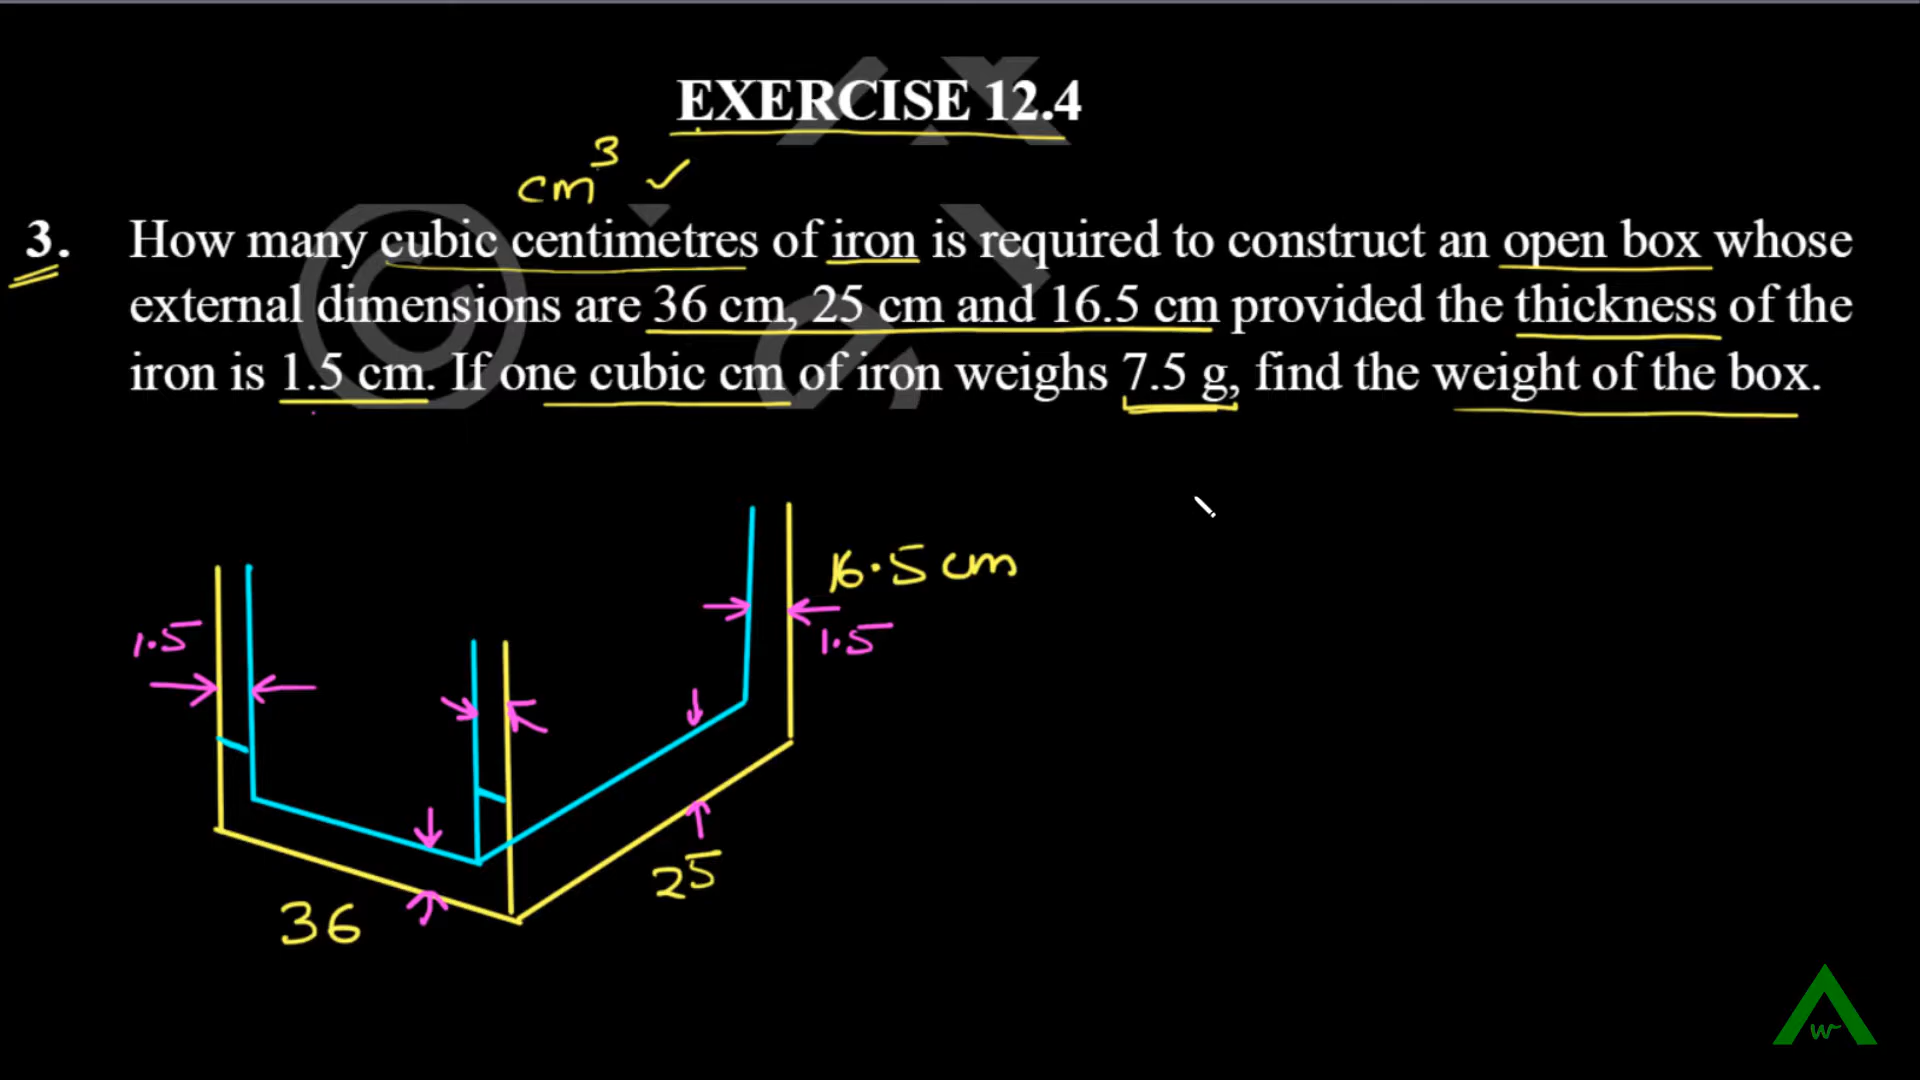 EXERCISE 12.4
cm³ ✓
3. How many cubic centimetres of iron is required to construct an open box whose
external dimensions are 36 cm, 25 cm and 16.5 cm provided the thickness of the
iron is 1.5 cm. If one cubic cm of iron weighs 7.5 g, find the weight of the box.
16.5 cm
1.5
1.5
25
36
w